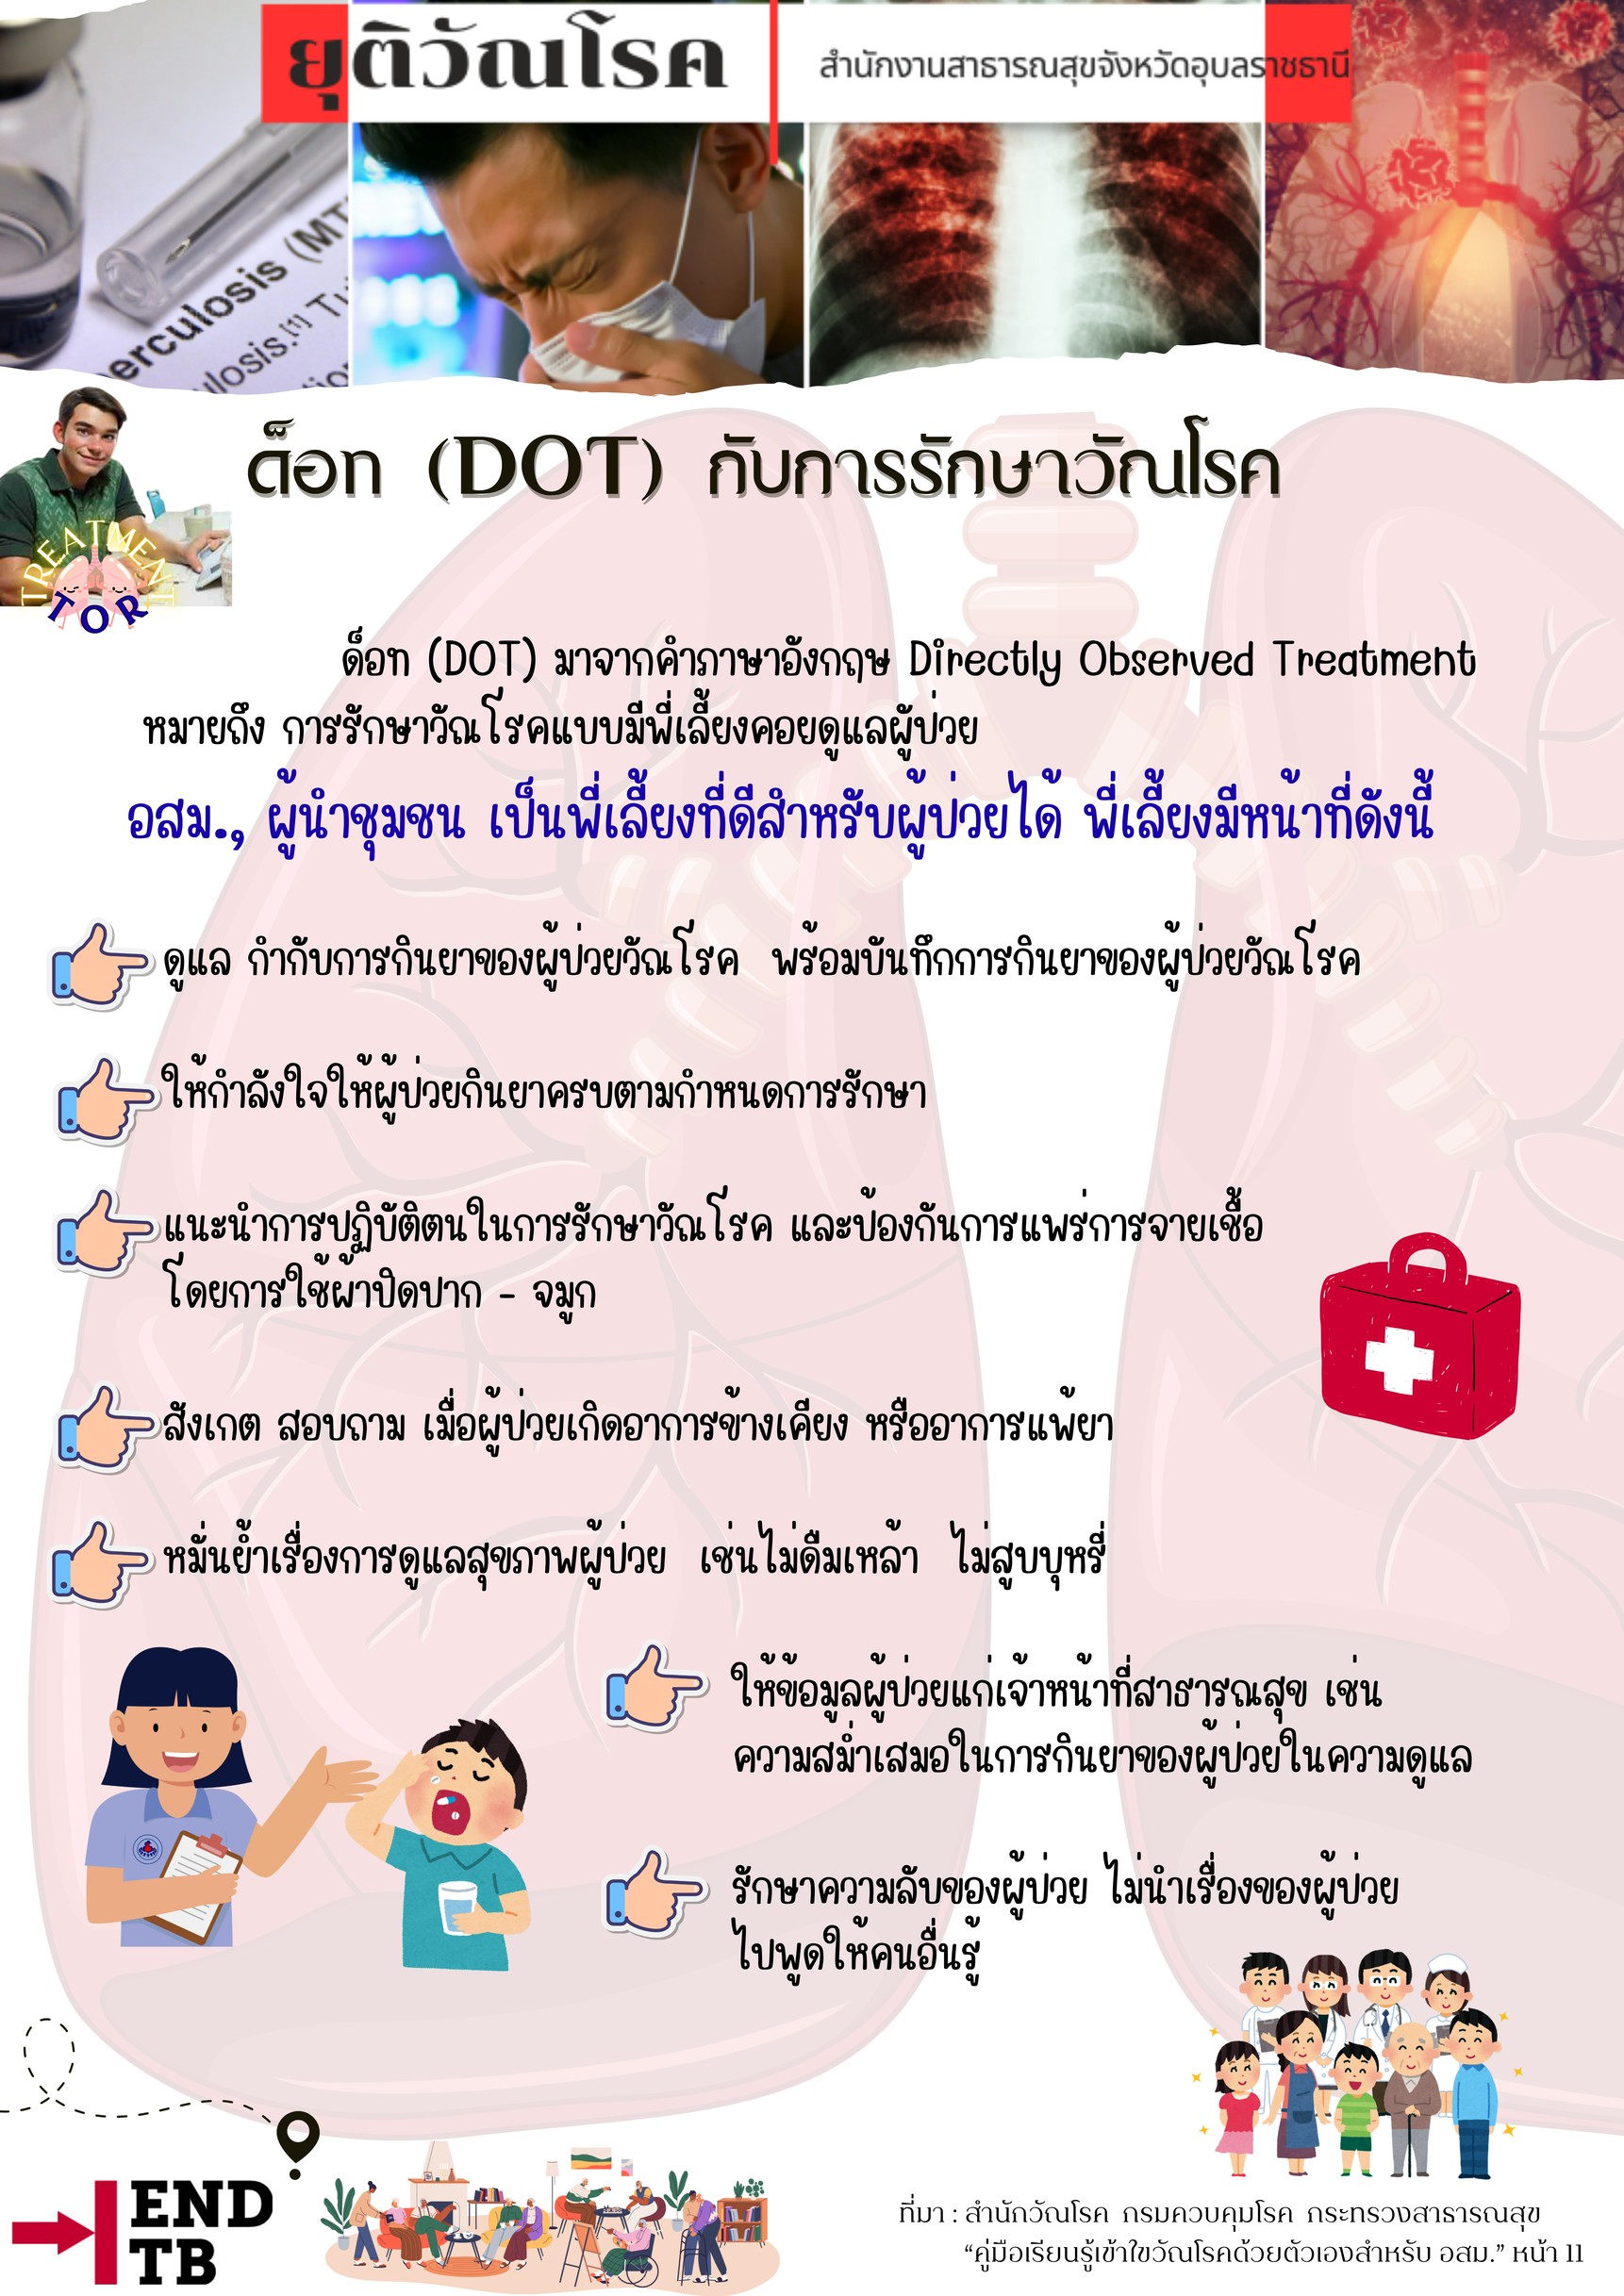 ยุติวัณโรค
สำนักงานสาธารณสุขจังหวัดอุบลราชธานี
erculosis (MT
ulosis.[1] Tu
ด็อท (DOT) กับการรักษาวัณโรค
TREATMENT
TOR
ด็อท (DOT) มาจากคำภาษาอังกฤษ Directly Observed Treatment
หมายถึง การรักษาวัณโรคแบบมีพี่เลี้ยงคอยดูแลผู้ป่วย
อสม., ผู้นำชุมชน เป็นพี่เลี้ยงที่ดีสำหรับผู้ป่วยได้ พี่เลี้ยงมีหน้าที่ดังนี้
ดูแล กำกับการกินยาของผู้ป่วยวัณโรค พร้อมบันทึกการกินยาของผู้ป่วยวัณโรค
ให้กำลังใจให้ผู้ป่วยกินยาครบตามกำหนดการรักษา
แนะนำการปฏิบัติตนในการรักษาวัณโรค และป้องกันการแพร่การจายเชื้อ
โดยการใช้ผ้าปิดปาก - จมูก
สังเกต สอบถาม เมื่อผู้ป่วยเกิดอาการข้างเคียง หรืออาการแพ้ยา
หมั่นย้ำเรื่องการดูแลสุขภาพผู้ป่วย เช่นไม่ดืมเหล้า ไม่สูบบุหรี่
ให้ข้อมูลผู้ป่วยแก่เจ้าหน้าที่สาธารณสุข เช่น
ความสม่ำเสมอในการกินยาของผู้ป่วยในความดูแล
รักษาความลับของผู้ป่วย ไม่นำเรื่องของผู้ป่วย
ไปพูดให้คนอื่นรู้
END
TB
ที่มา : สำนักวัณโรค กรมควบคุมโรค กระทรวงสาธารณสุข
“คู่มือเรียนรู้เข้าใขวัณโรคด้วยตัวเองสำหรับ อสม.” หน้า 11